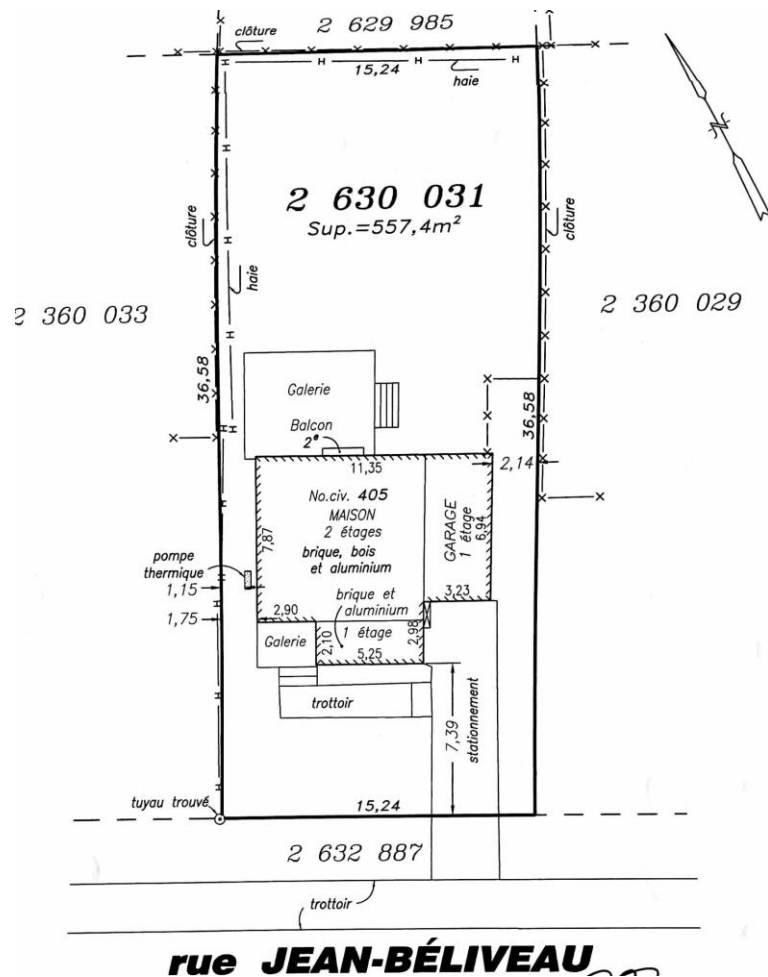 2 629 985
clôture
15,24
haie
2 630 031
Sup.=557,4m²
clôture
clôture
haie
2 360 033
2 360 029
36,58
36,58
Galerie
Balcon
2ᵉ
11,35
2,14
No.civ. 405
MAISON
2 étages
brique, bois
et aluminium
7,87
GARAGE
1 étage
6,94
pompe
thermique
1,15
3,23
1,75
2,90
brique et
aluminium
1 étage
Galerie
2,10
2,98
5,25
trottoir
7,39
stationnement
tuyau trouvé
15,24
2 632 887
trottoir
rue JEAN-BÉLIVEAU